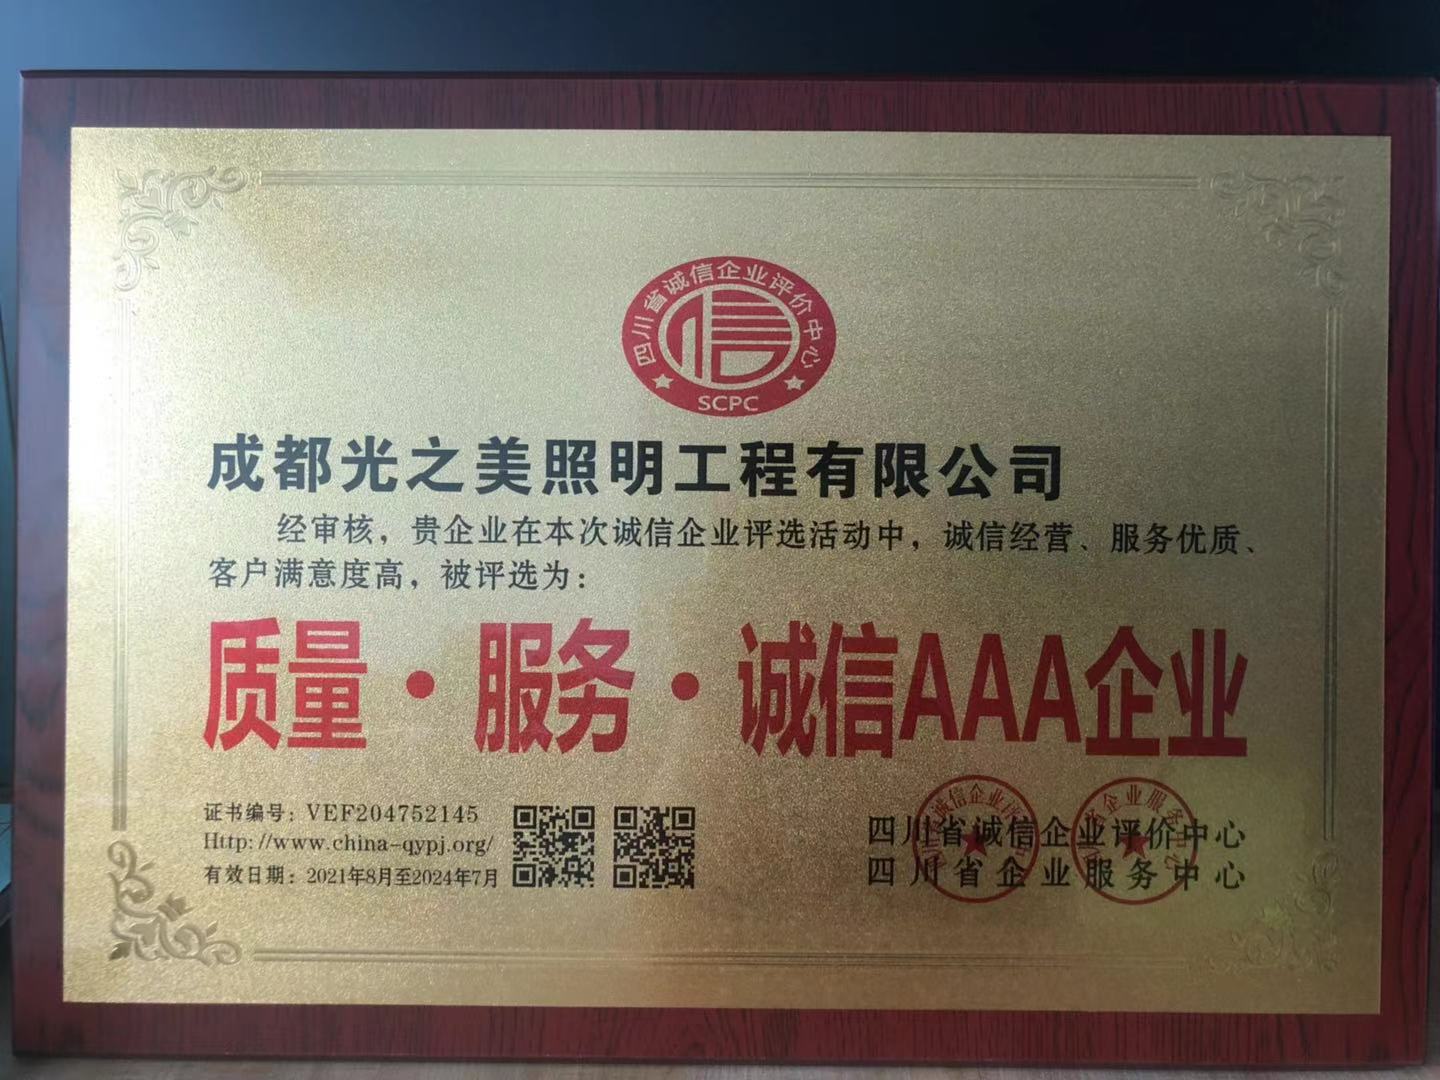 四川省诚信企业评价中心
信
SCPC
成都光之美照明工程有限公司
经审核，贵企业在本次诚信企业评选活动中，诚信经营、服务优质、
客户满意度高，被评选为：
质量·服务·诚信AAA企业
证书编号：VEF204752145
Http://www.china-qypj.org/
有效日期：2021年8月至2024年7月
四川省诚信企业评价中心
四川省企业服务中心